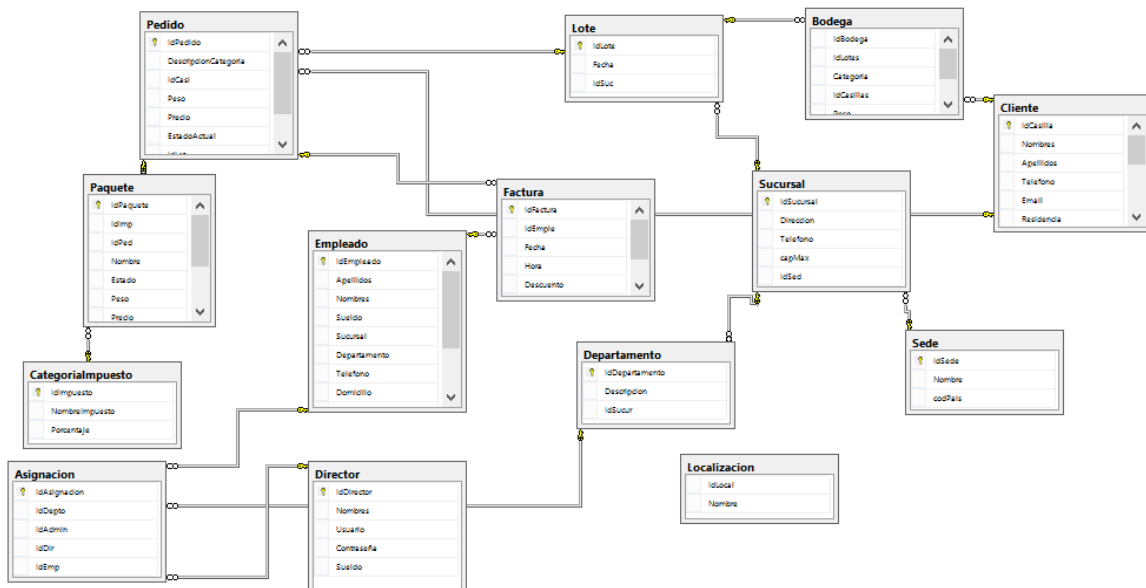 Pedido
IdPedido
DescripcionCategoria
IdCasi
Peso
Precio
EstadoActual
Lote
IdLote
Fecha
IdSuc
Bodega
IdBodega
IdLotes
Categoria
IdCasillas
Peso
Cliente
IdCasilla
Nombres
Apellidos
Telefono
Email
Residencia
Paquete
IdPaquete
IdImp
IdPed
Nombre
Estado
Peso
Precio
Factura
IdFactura
IdEmple
Fecha
Hora
Descuento
Sucursal
IdSucursal
Direccion
Telefono
capMax
IdSed
Empleado
IdEmpleado
Apellidos
Nombres
Sueldo
Sucursal
Departamento
Telefono
Domicilio
Sede
IdSede
Nombre
codPais
Departamento
IdDepartamento
Descripcion
IdSucur
CategoriaImpuesto
IdImpuesto
NombreImpuesto
Porcentaje
Asignacion
IdAsignacion
IdDepto
IdAdmin
IdDir
IdEmp
Director
IdDirector
Nombres
Usuario
Contraseña
Sueldo
Localizacion
IdLocal
Nombre